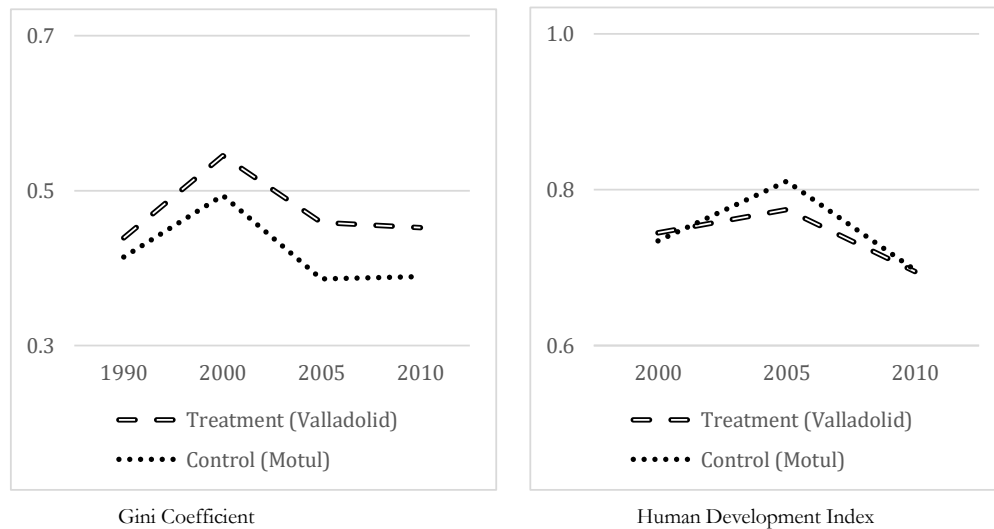 0.7
0.5
0.3
1990 2000 2005 2010
Treatment (Valladolid)
Control (Motul)
Gini Coefficient
1.0
0.8
0.6
2000 2005 2010
Treatment (Valladolid)
Control (Motul)
Human Development Index